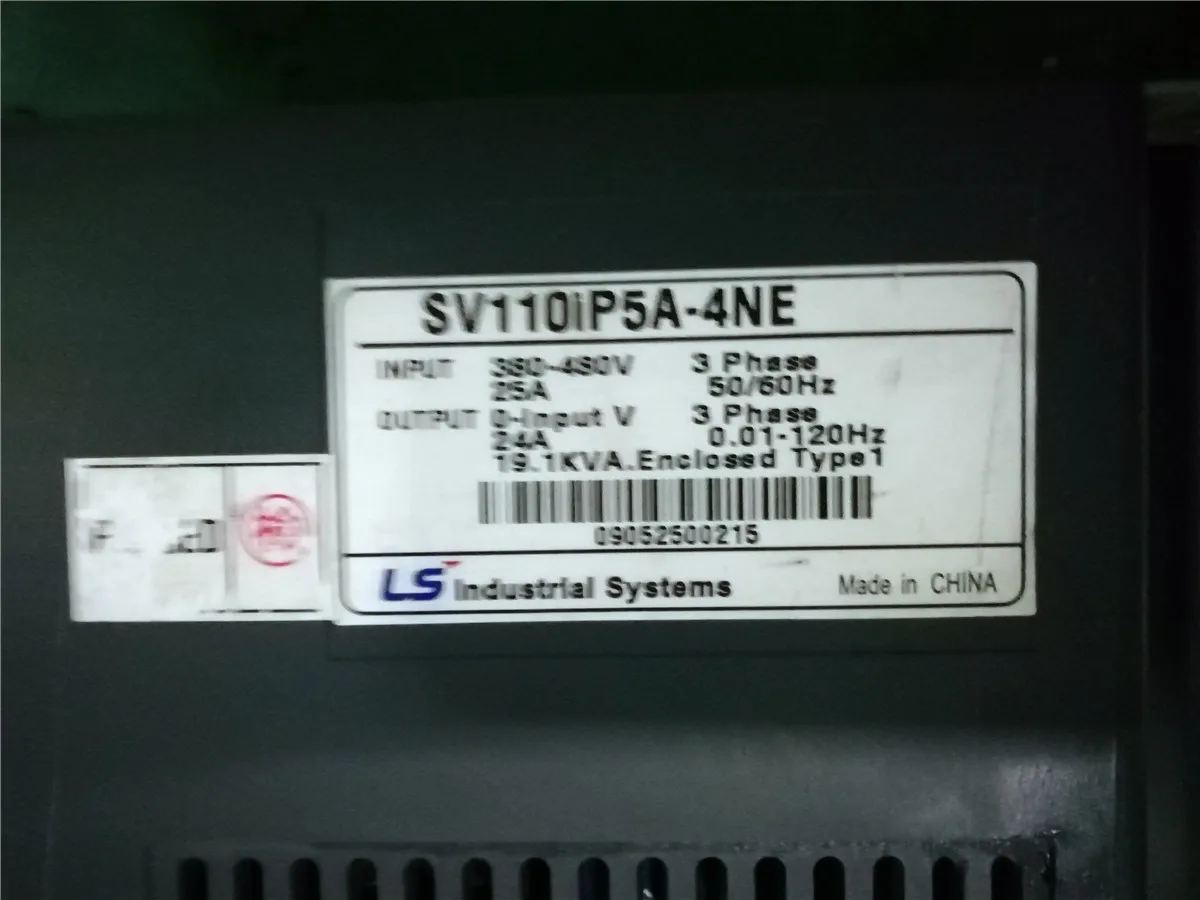 SV110iP5A-4NE
INPUT 380-480V 3 Phase
25A 50/60Hz
OUTPUT 0-Input V 3 Phase
24A 0.01-120Hz
19.1KVA.Enclosed Type1
09052500215
LS Industrial Systems Made in CHINA